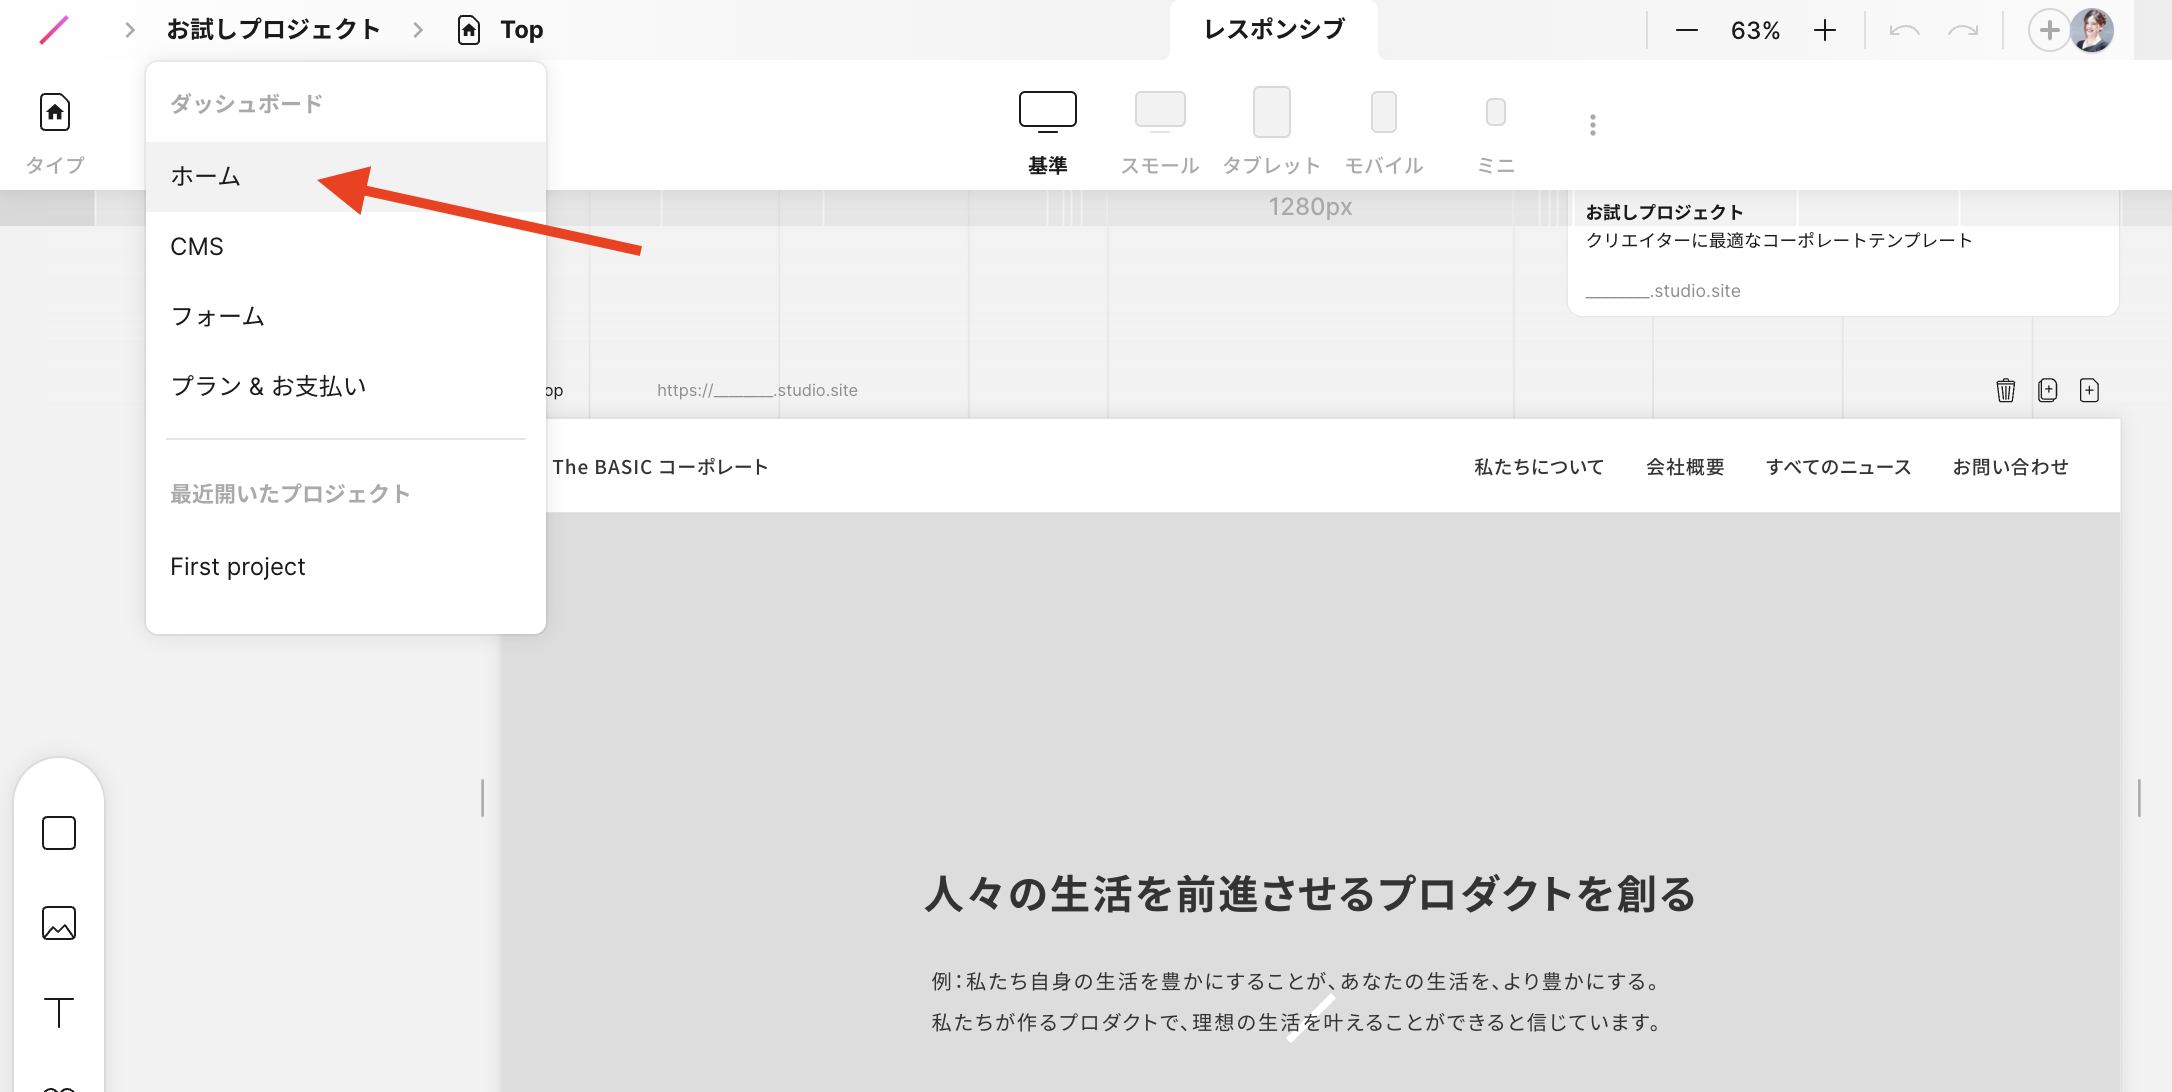 お試しプロジェクト
Top
レスポンシブ
63%
タイプ
基準
スモール
タブレット
モバイル
ミニ
ダッシュボード
ホーム
CMS
フォーム
プラン & お支払い
最近開いたプロジェクト
First project
1280px
お試しプロジェクト
クリエイターに最適なコーポレートテンプレート
_______.studio.site
op
https://_______.studio.site
The BASIC コーポレート
私たちについて
会社概要
すべてのニュース
お問い合わせ
人々の生活を前進させるプロダクトを創る
例：私たち自身の生活を豊かにすることが、あなたの生活を、より豊かにする。
私たちが作るプロダクトで、理想の生活を叶えることができると信じています。